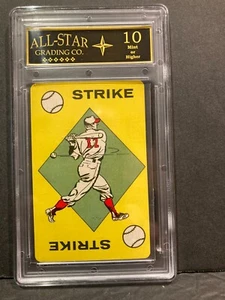 ALL-STAR
GRADING CO.
10
Mint
or
Higher
STRIKE
11
STRIKE